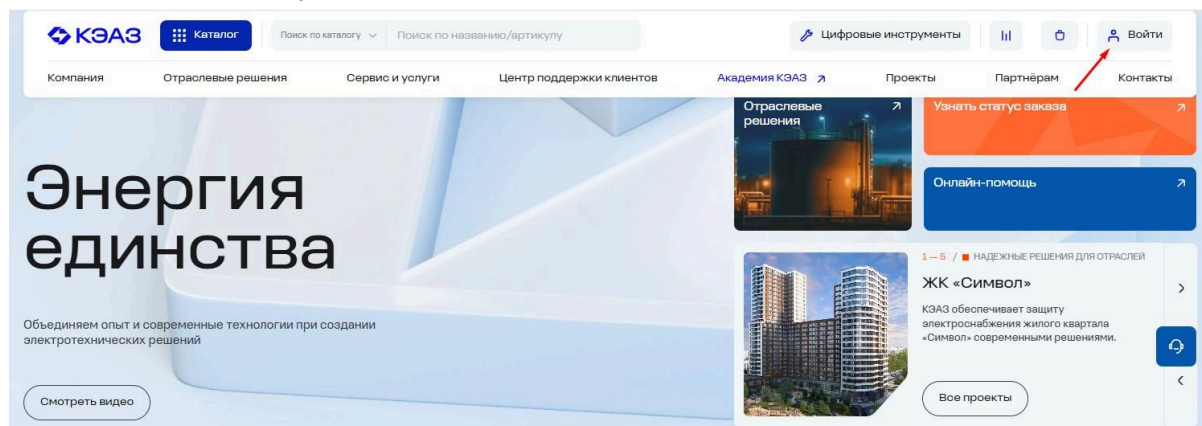 КЭАЗ
Каталог
Поиск по каталогу
Поиск по названию/артикулу
Цифровые инструменты
Войти
Компания
Отраслевые решения
Сервис и услуги
Центр поддержки клиентов
Академия КЭАЗ
Проекты
Партнёрам
Контакты
Энергия
единства
Объединяем опыт и современные технологии при создании
электротехнических решений
Смотреть видео
Отраслевые
решения
Узнать статус заказа
Онлайн-помощь
1 — 5 / НАДЕЖНЫЕ РЕШЕНИЯ ДЛЯ ОТРАСЛЕЙ
ЖК «Символ»
КЭАЗ обеспечивает защиту
электроснабжения жилого квартала
«Символ» современными решениями.
Все проекты